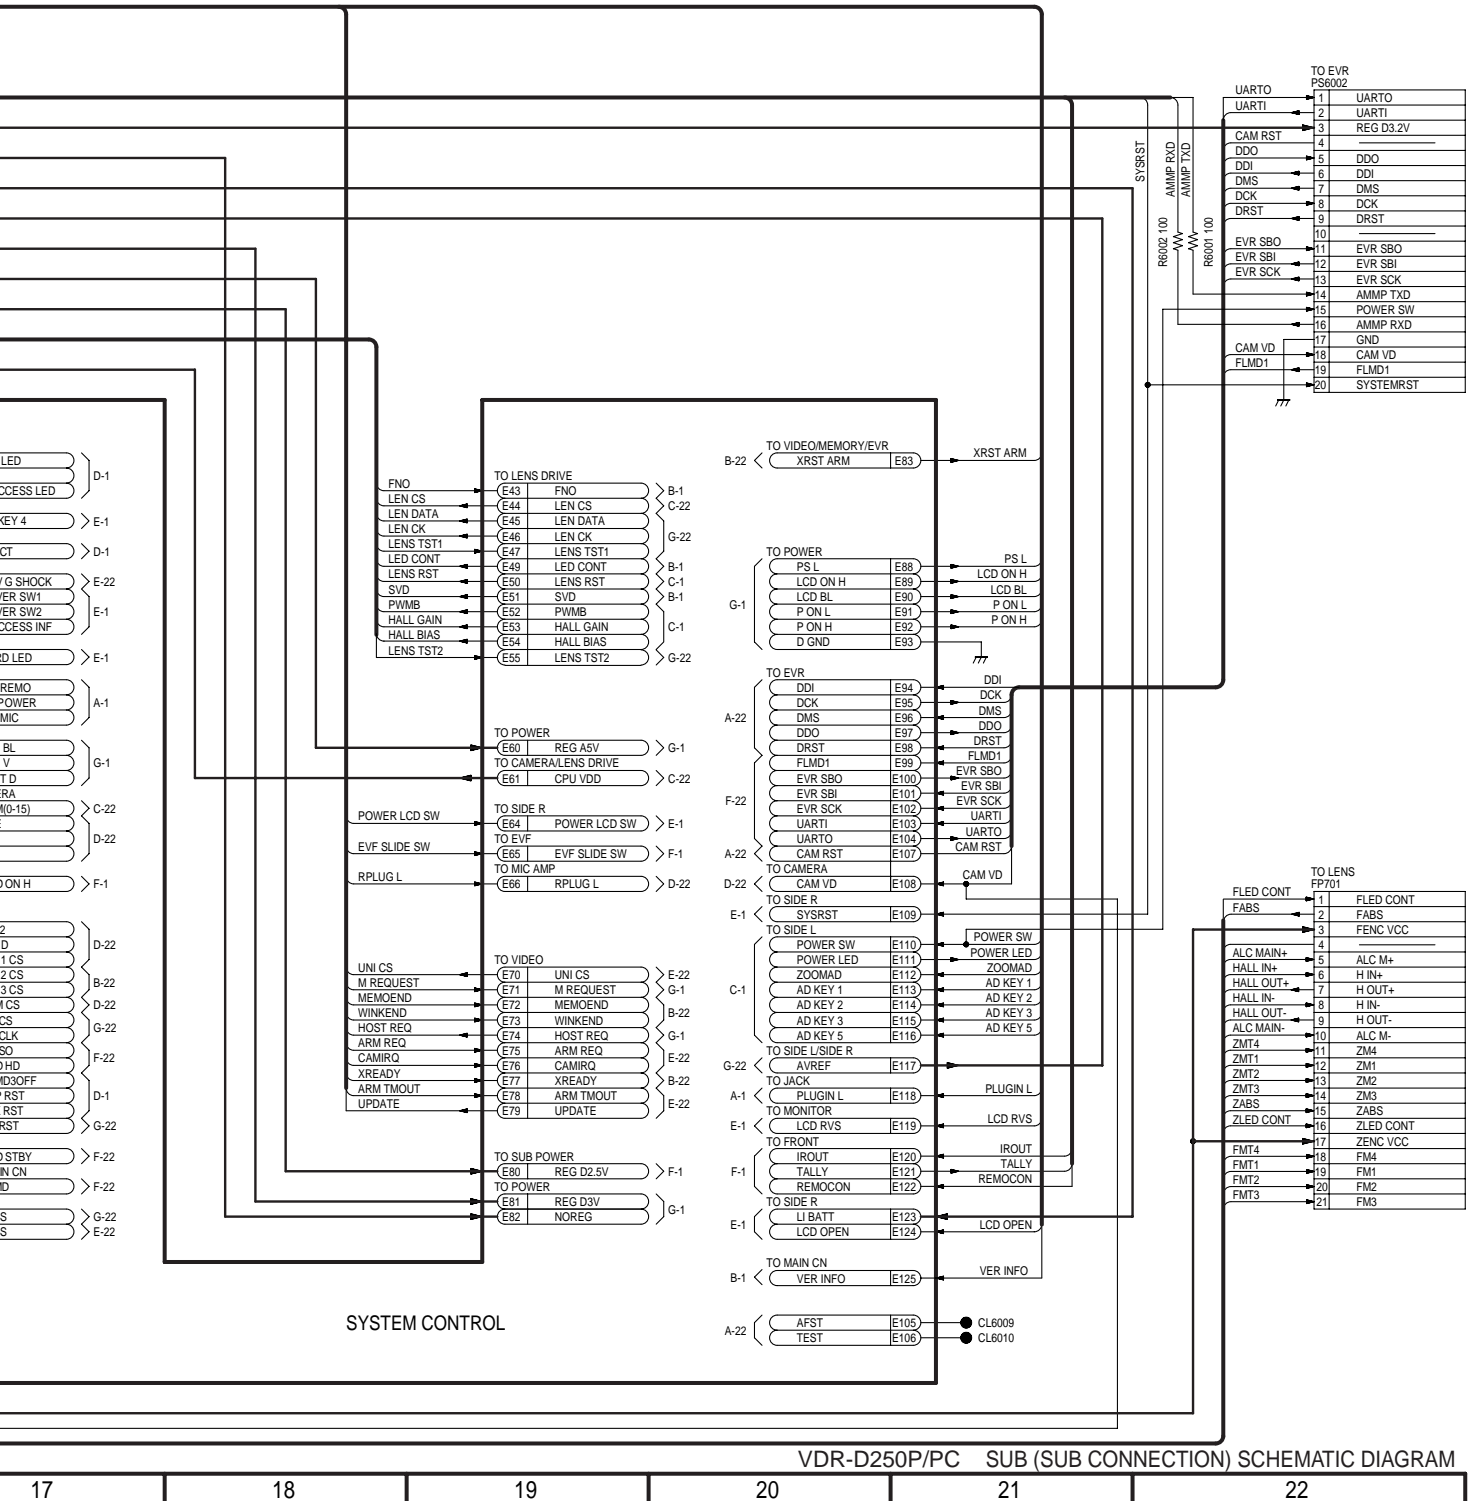 TO EVR
PS6002
UARTO 1 UARTO
UARTI 2 UARTI
3 REG D3.2V
CAM RST 4
DDO 5 DDO
DDI 6 DDI
DMS 7 DMS
DCK 8 DCK
DRST 9 DRST
10
EVR SBO 11 EVR SBO
EVR SBI 12 EVR SBI
EVR SCK 13 EVR SCK
14 AMMP TXD
15 POWER SW
16 AMMP RXD
17 GND
CAM VD 18 CAM VD
FLMD1 19 FLMD1
20 SYSTEMRST
SYSRST
AMMP RXD
AMMP TXD
R6002 100
R6001 100
LED
D-1
CCESS LED
KEY 4 E-1
CT D-1
/ G SHOCK E-22
VER SW1
VER SW2 E-1
CCESS INF
RD LED E-1
REMO
POWER A-1
MIC
BL
V G-1
T D
ERA
M(0-15) C-22
E
D-22
D ON H F-1
2
D D-22
1 CS
2 CS B-22
3 CS
M CS D-22
CS
CLK G-22
SO
D HD F-22
MD3OFF
P RST D-1
RST
RST G-22
D STBY F-22
IN CN
MD F-22
S G-22
S E-22
TO LENS DRIVE
FNO E43 FNO B-1
LEN CS E44 LEN CS C-22
LEN DATA E45 LEN DATA
LEN CK E46 LEN CK G-22
LENS TST1 E47 LENS TST1
LED CONT E49 LED CONT B-1
LENS RST E50 LENS RST C-1
SVD E51 SVD B-1
PWMB E52 PWMB
HALL GAIN E53 HALL GAIN C-1
HALL BIAS E54 HALL BIAS
LENS TST2 E55 LENS TST2 G-22
TO POWER
E60 REG A5V G-1
TO CAMERA/LENS DRIVE
E61 CPU VDD C-22
TO SIDE R
POWER LCD SW E64 POWER LCD SW E-1
TO EVF
EVF SLIDE SW E65 EVF SLIDE SW F-1
TO MIC AMP
RPLUG L E66 RPLUG L D-22
TO VIDEO
UNI CS E70 UNI CS E-22
M REQUEST E71 M REQUEST G-1
MEMOEND E72 MEMOEND
WINKEND E73 WINKEND B-22
HOST REQ E74 HOST REQ G-1
ARM REQ E75 ARM REQ
CAMIRQ E76 CAMIRQ E-22
XREADY E77 XREADY B-22
ARM TMOUT E78 ARM TMOUT
UPDATE E79 UPDATE E-22
TO SUB POWER
E80 REG D2.5V F-1
TO POWER
E81 REG D3V
E82 NOREG G-1
TO VIDEO/MEMORY/EVR
B-22 XRST ARM E83 XRST ARM
TO POWER
PS L E88 PS L
LCD ON H E89 LCD ON H
LCD BL E90 LCD BL
G-1 P ON L E91 P ON L
P ON H E92 P ON H
D GND E93
TO EVR
DDI E94 DDI
DCK E95 DCK
A-22 DMS E96 DMS
DDO E97 DDO
DRST E98 DRST
FLMD1 E99 FLMD1
EVR SBO E100 EVR SBO
F-22 EVR SBI E101 EVR SBI
EVR SCK E102 EVR SCK
UARTI E103 UARTI
UARTO E104 UARTO
A-22 CAM RST E107 CAM RST
TO CAMERA
D-22 CAM VD E108 CAM VD
TO SIDE R
E-1 SYSRST E109
TO SIDE L
POWER SW E110 POWER SW
POWER LED E111 POWER LED
ZOOMAD E112 ZOOMAD
C-1 AD KEY 1 E113 AD KEY 1
AD KEY 2 E114 AD KEY 2
AD KEY 3 E115 AD KEY 3
AD KEY 5 E116 AD KEY 5
TO SIDE L/SIDE R
G-22 AVREF E117
TO JACK
A-1 PLUGIN L E118 PLUGIN L
TO MONITOR
E-1 LCD RVS E119 LCD RVS
TO FRONT
IROUT E120 IROUT
F-1 TALLY E121 TALLY
REMOCON E122 REMOCON
TO SIDE R
E-1 LI BATT E123
LCD OPEN E124 LCD OPEN
TO MAIN CN
B-1 VER INFO E125 VER INFO
A-22 AFST E105 CL6009
TEST E106 CL6010
TO LENS
FP701
FLED CONT 1 FLED CONT
FABS 2 FABS
3 FENC VCC
4
ALC MAIN+ 5 ALC M+
HALL IN+ 6 H IN+
HALL OUT+ 7 H OUT+
HALL IN- 8 H IN-
HALL OUT- 9 H OUT-
ALC MAIN- 10 ALC M-
ZMT4 11 ZM4
ZMT1 12 ZM1
ZMT2 13 ZM2
ZMT3 14 ZM3
ZABS 15 ZABS
ZLED CONT 16 ZLED CONT
17 ZENC VCC
FMT4 18 FM4
FMT1 19 FM1
FMT2 20 FM2
FMT3 21 FM3
SYSTEM CONTROL
VDR-D250P/PC SUB (SUB CONNECTION) SCHEMATIC DIAGRAM
17 18 19 20 21 22